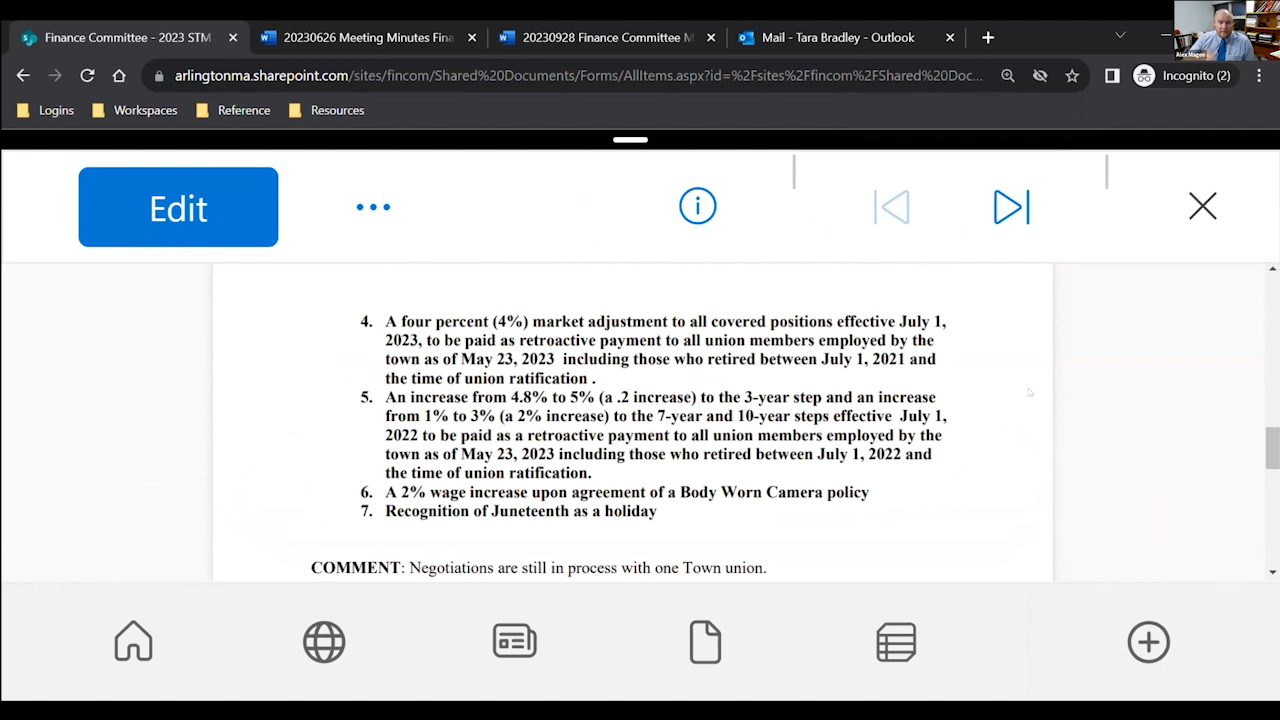 Finance Committee - 2023 STM
20230626 Meeting Minutes Fina
20230928 Finance Committee M
Mail - Tara Bradley - Outlook
Alex Magee
arlingtonma.sharepoint.com/sites/fincom/Shared%20Documents/Forms/AllItems.aspx?id=%2Fsites%2Ffincom%2FShared%20Doc...
Incognito (2)
Logins
Workspaces
Reference
Resources
Edit
4. A four percent (4%) market adjustment to all covered positions effective July 1,
2023, to be paid as retroactive payment to all union members employed by the
town as of May 23, 2023 including those who retired between July 1, 2021 and
the time of union ratification .
5. An increase from 4.8% to 5% (a .2 increase) to the 3-year step and an increase
from 1% to 3% (a 2% increase) to the 7-year and 10-year steps effective July 1,
2022 to be paid as a retroactive payment to all union members employed by the
town as of May 23, 2023 including those who retired between July 1, 2022 and
the time of union ratification.
6. A 2% wage increase upon agreement of a Body Worn Camera policy
7. Recognition of Juneteenth as a holiday
COMMENT: Negotiations are still in process with one Town union.